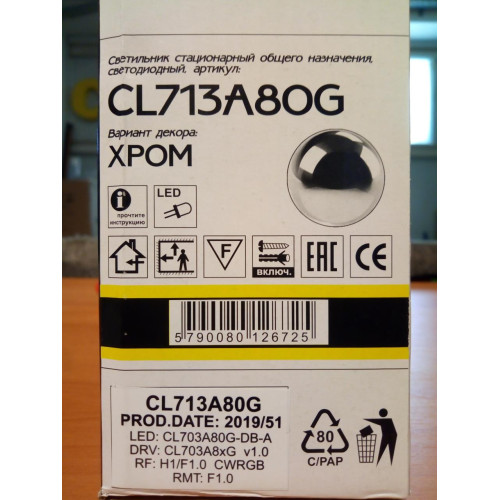 Светильник стационарный общего назначения,
светодиодный, артикул:
CL713A80G
Вариант декора:
ХРОМ
прочтите
инструкцию
LED
F
ВКЛЮЧ.
EAC
CE
5 790080 126725
CL713A80G
PROD.DATE: 2019/51
LED: CL703A80G-DB-A
DRV: CL703A8xG v1.0
RF: H1/F1.0 CWRGB
RMT: F1.0
80
C/PAP